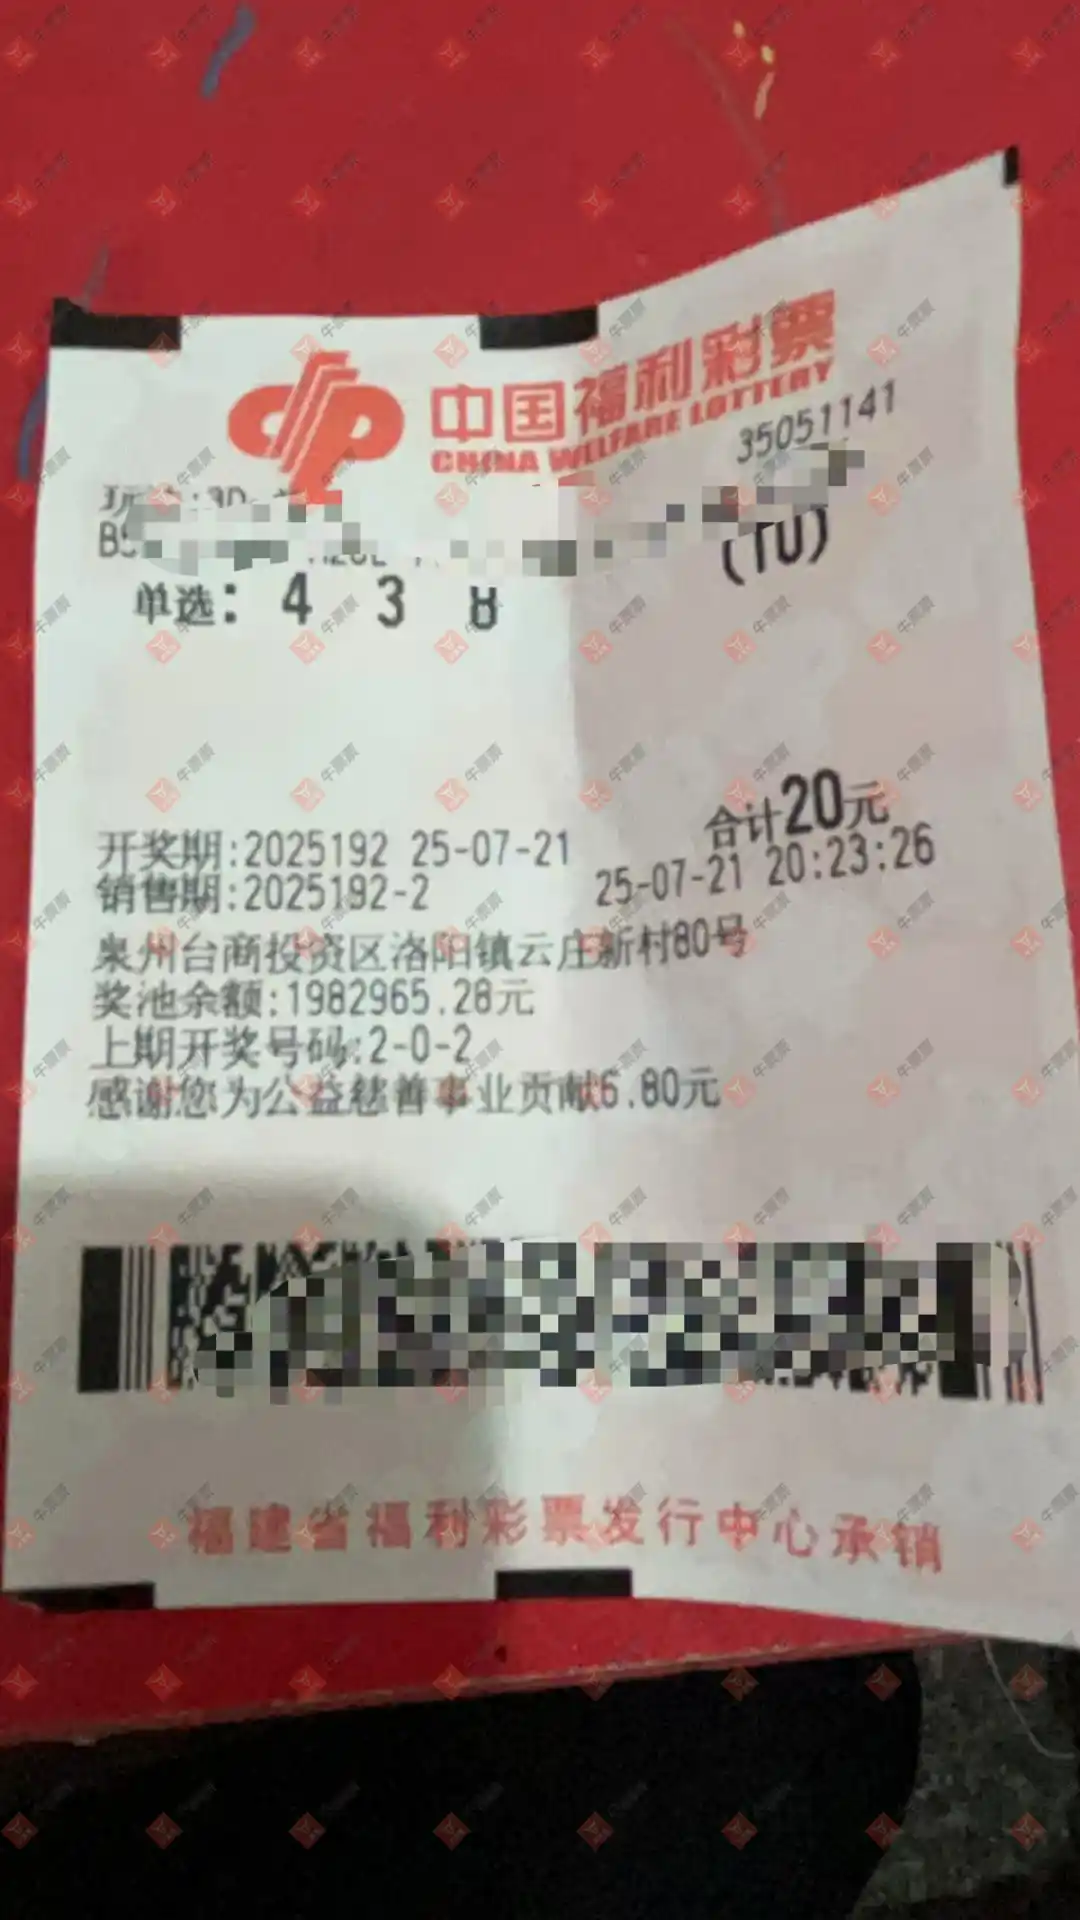 中国福利彩票
CHINA WELFARE LOTTERY
35051141
(TU)
单选: 4 3 8
合计20元
开奖期:2025192 25-07-21
销售期:2025192-2 25-07-21 20:23:26
泉州台商投资区洛阳镇云庄新村80号
奖池余额:1982965.28元
上期开奖号码:2-0-2
感谢您为公益慈善事业贡献6.80元
福建省福利彩票发行中心承销
牛票票